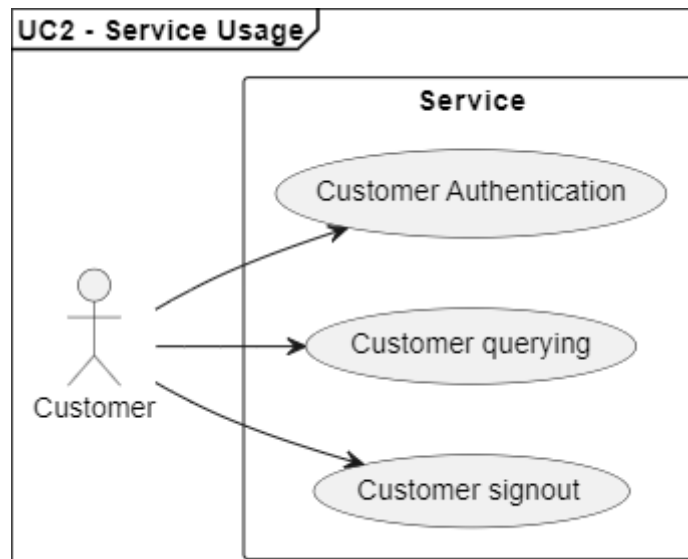 UC2 - Service Usage
Service
Customer Authentication
Customer querying
Customer
Customer signout